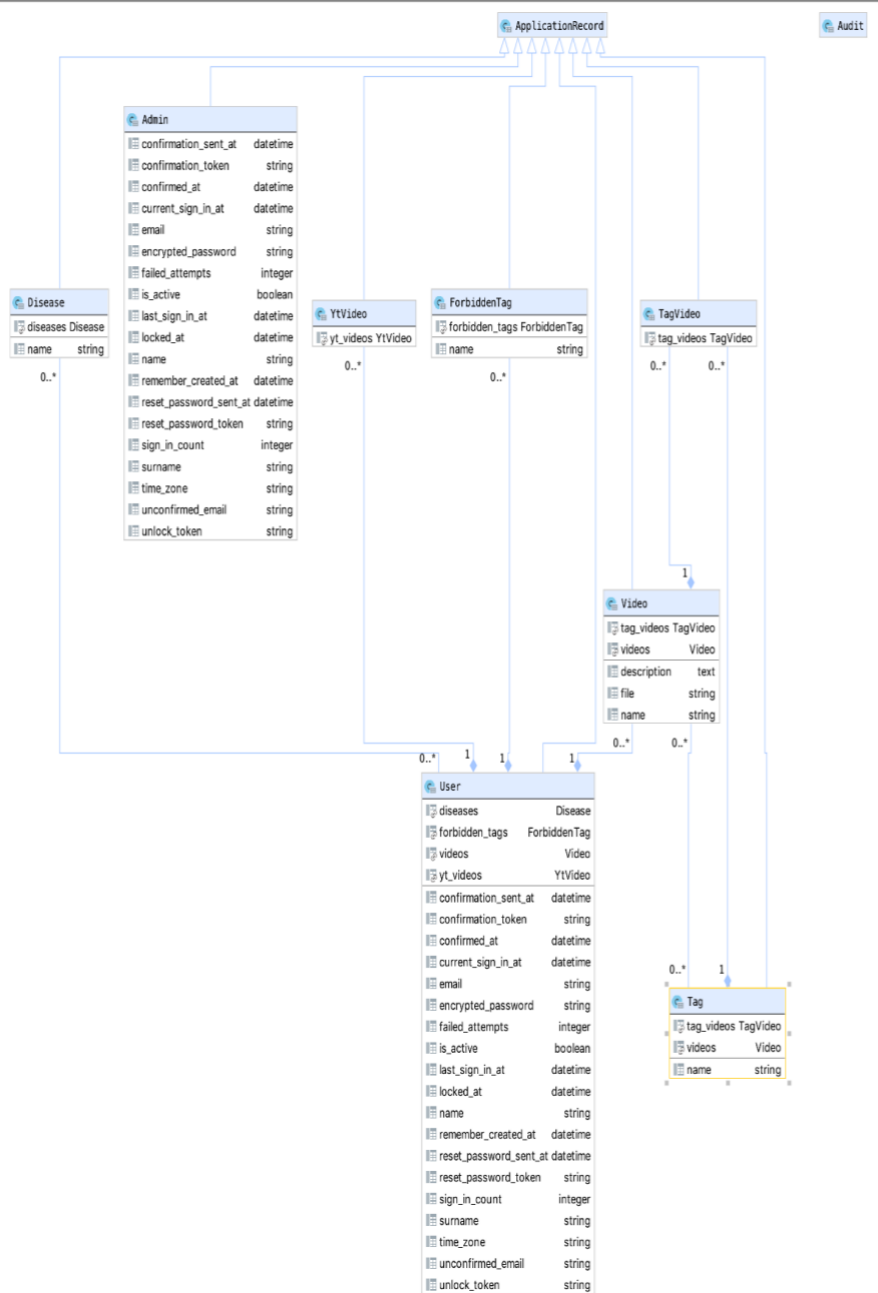 ApplicationRecord
Audit
Admin
confirmation_sent_at datetime
confirmation_token string
confirmed_at datetime
current_sign_in_at datetime
email string
encrypted_password string
failed_attempts integer
is_active boolean
last_sign_in_at datetime
locked_at datetime
name string
remember_created_at datetime
reset_password_sent_at datetime
reset_password_token string
sign_in_count integer
surname string
time_zone string
unconfirmed_email string
unlock_token string
Disease
diseases Disease
name string
0..*
YtVideo
yt_videos YtVideo
0..*
ForbiddenTag
forbidden_tags ForbiddenTag
name string
0..*
TagVideo
tag_videos TagVideo
0..* 0..*
1
Video
tag_videos TagVideo
videos Video
description text
file string
name string
0..* 0..*
0..* 1 1 1
User
diseases Disease
forbidden_tags ForbiddenTag
videos Video
yt_videos YtVideo
confirmation_sent_at datetime
confirmation_token string
confirmed_at datetime
current_sign_in_at datetime
email string
encrypted_password string
failed_attempts integer
is_active boolean
last_sign_in_at datetime
locked_at datetime
name string
remember_created_at datetime
reset_password_sent_at datetime
reset_password_token string
sign_in_count integer
surname string
time_zone string
unconfirmed_email string
unlock_token string
0..* 1
Tag
tag_videos TagVideo
videos Video
name string